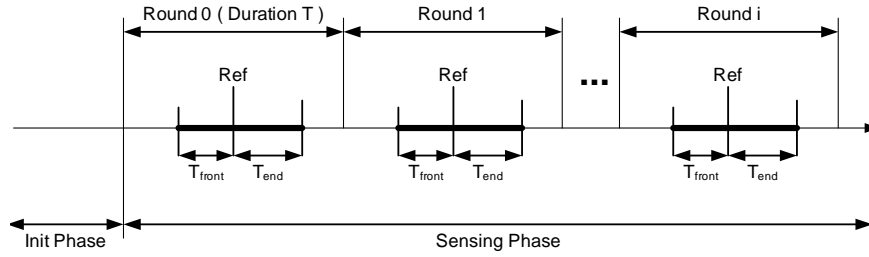 Round 0 ( Duration T ) Round 1 Round i
Ref Ref ... Ref
Tfront Tend Tfront Tend Tfront Tend
Init Phase Sensing Phase